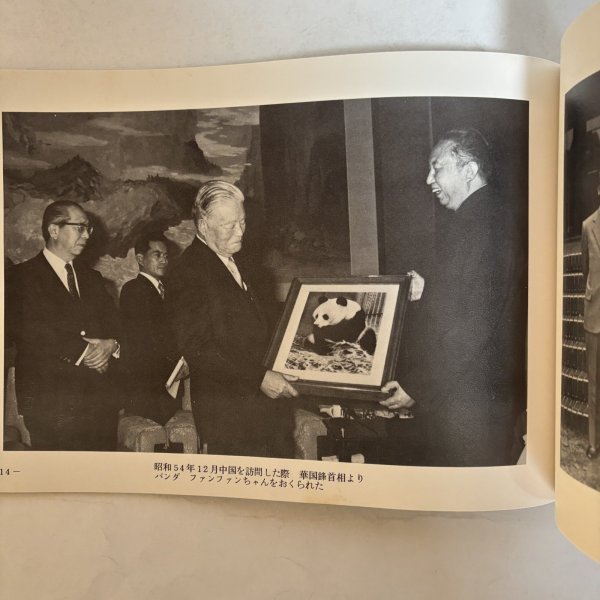 昭和54年12月中国を訪問した際　華国鋒首相より
パンダ　ファンファンちゃんをおくられた
14－